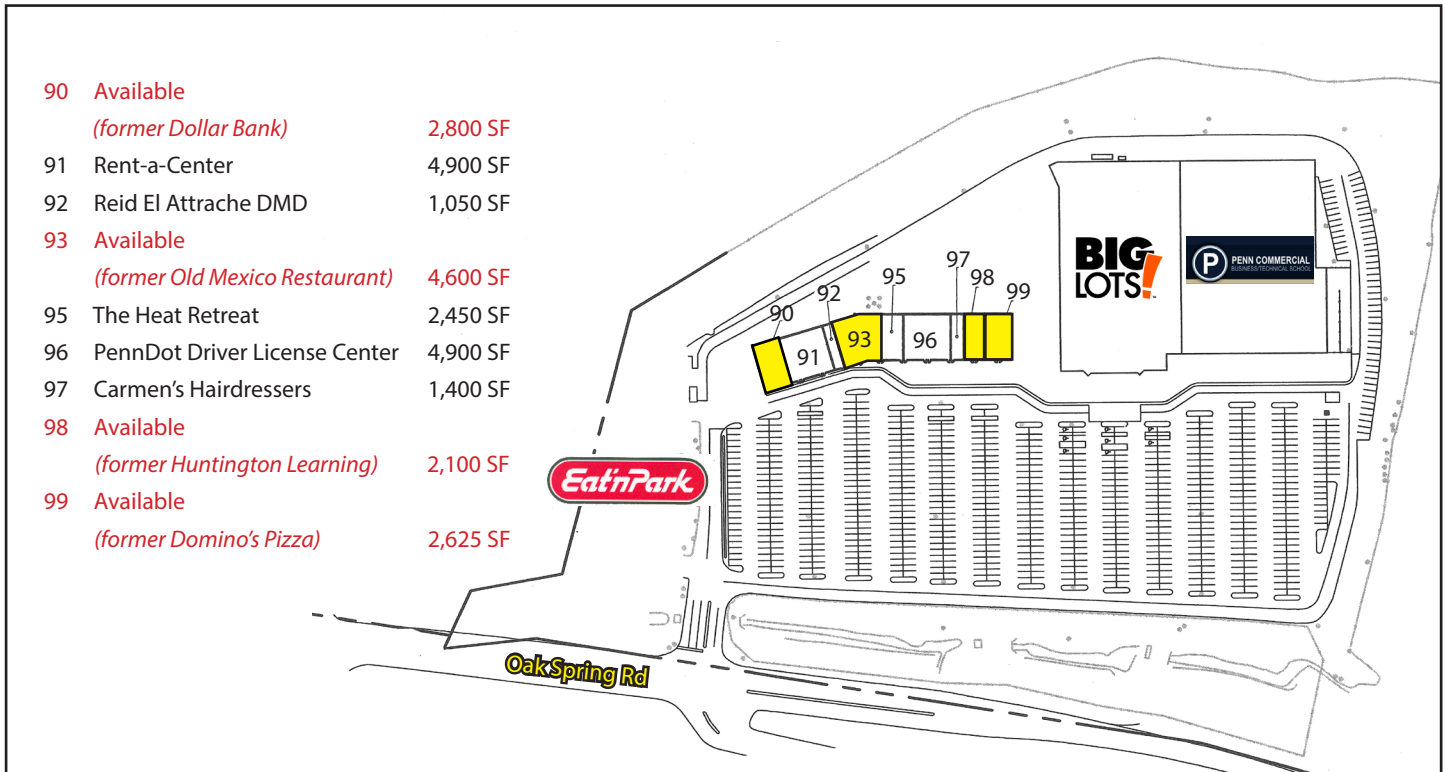 90 Available
(former Dollar Bank) 2,800 SF
91 Rent-a-Center 4,900 SF
92 Reid El Attrache DMD 1,050 SF
93 Available
(former Old Mexico Restaurant) 4,600 SF
95 The Heat Retreat 2,450 SF
96 PennDot Driver License Center 4,900 SF
97 Carmen's Hairdressers 1,400 SF
98 Available
(former Huntington Learning) 2,100 SF
99 Available
(former Domino's Pizza) 2,625 SF
90
91
92
93
95
96
97
98
99
BIG
LOTS!
P
PENN COMMERCIAL
BUSINESS/TECHNICAL SCHOOL
Eat'nPark
Oak Spring Rd